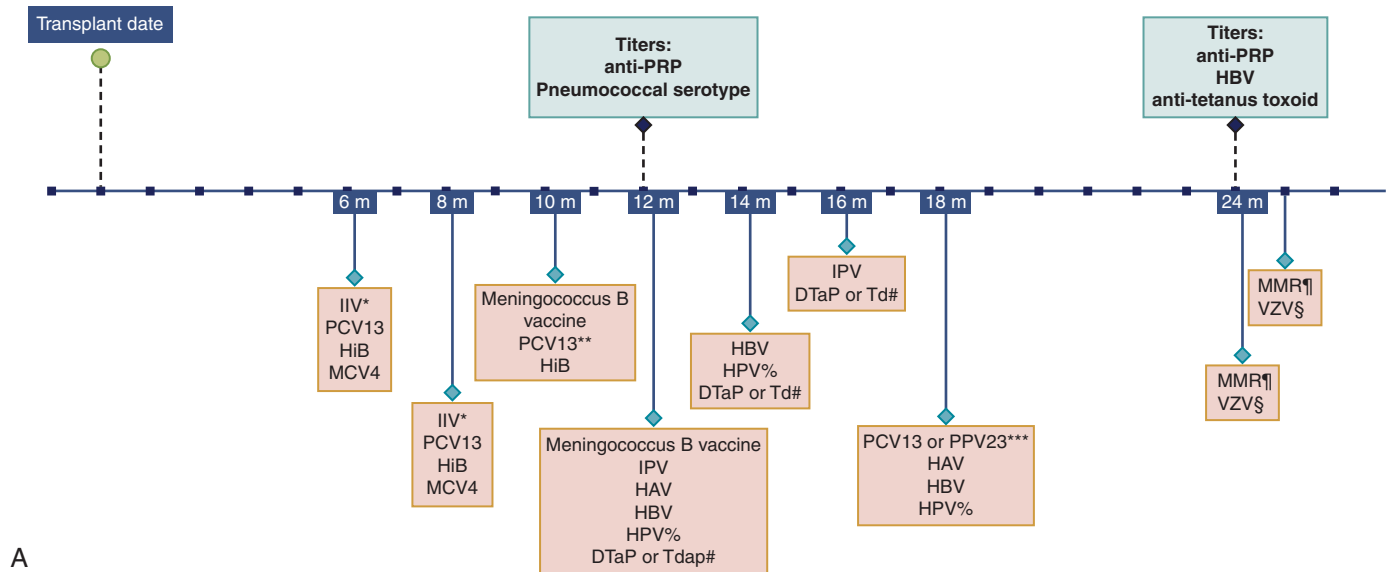 Transplant date
Titers:
anti-PRP
Pneumococcal serotype
Titers:
anti-PRP
HBV
anti-tetanus toxoid
6 m
8 m
10 m
12 m
14 m
16 m
18 m
24 m
IIV*
PCV13
HiB
MCV4
IIV*
PCV13
HiB
MCV4
Meningococcus B
vaccine
PCV13**
HiB
Meningococcus B vaccine
IPV
HAV
HBV
HPV%
DTaP or Tdap#
HBV
HPV%
DTaP or Td#
IPV
DTaP or Td#
PCV13 or PPV23***
HAV
HBV
HPV%
MMR¶
VZV§
MMR¶
VZV§
A